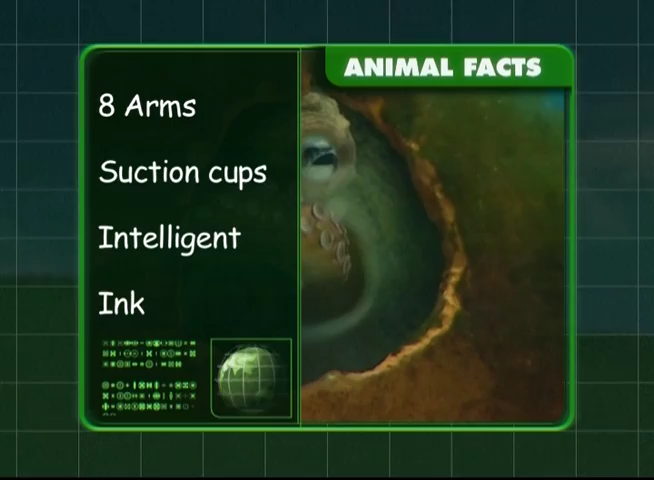 ANIMAL FACTS
8 Arms
Suction cups
Intelligent
Ink